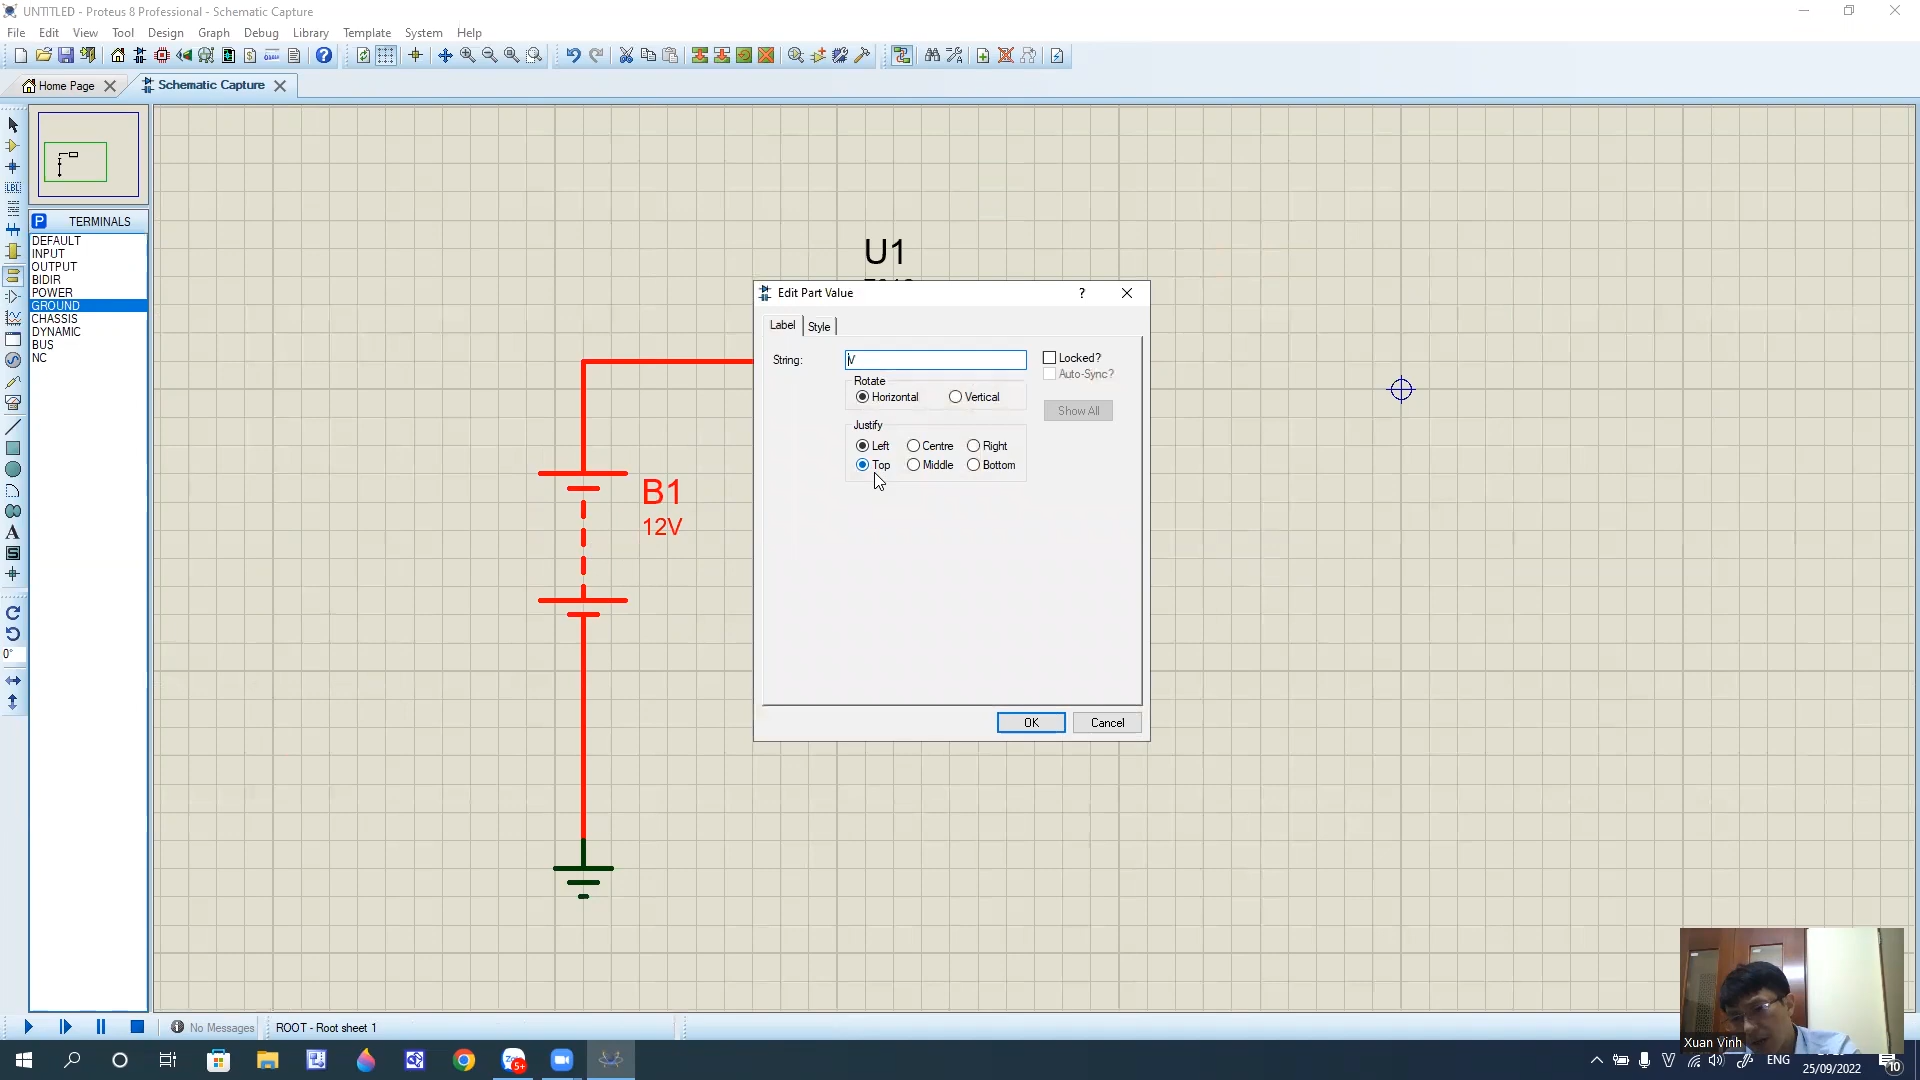 UNTITLED - Proteus 8 Professional - Schematic Capture
File Edit View Tool Design Graph Debug Library Template System Help
Home Page Schematic Capture
P TERMINALS
DEFAULT
INPUT
OUTPUT
BIDIR
POWER
GROUND
CHASSIS
DYNAMIC
BUS
NC
LBL
A
S
0°
U1
B1
12V
Edit Part Value ?
Label Style
String: V Locked?
Auto-Sync?
Rotate
Horizontal Vertical
Show All
Justify
Left Centre Right
Top Middle Bottom
OK Cancel
No Messages ROOT - Root sheet 1
Xuan Vinh
5+
ENG
25/09/2022
10